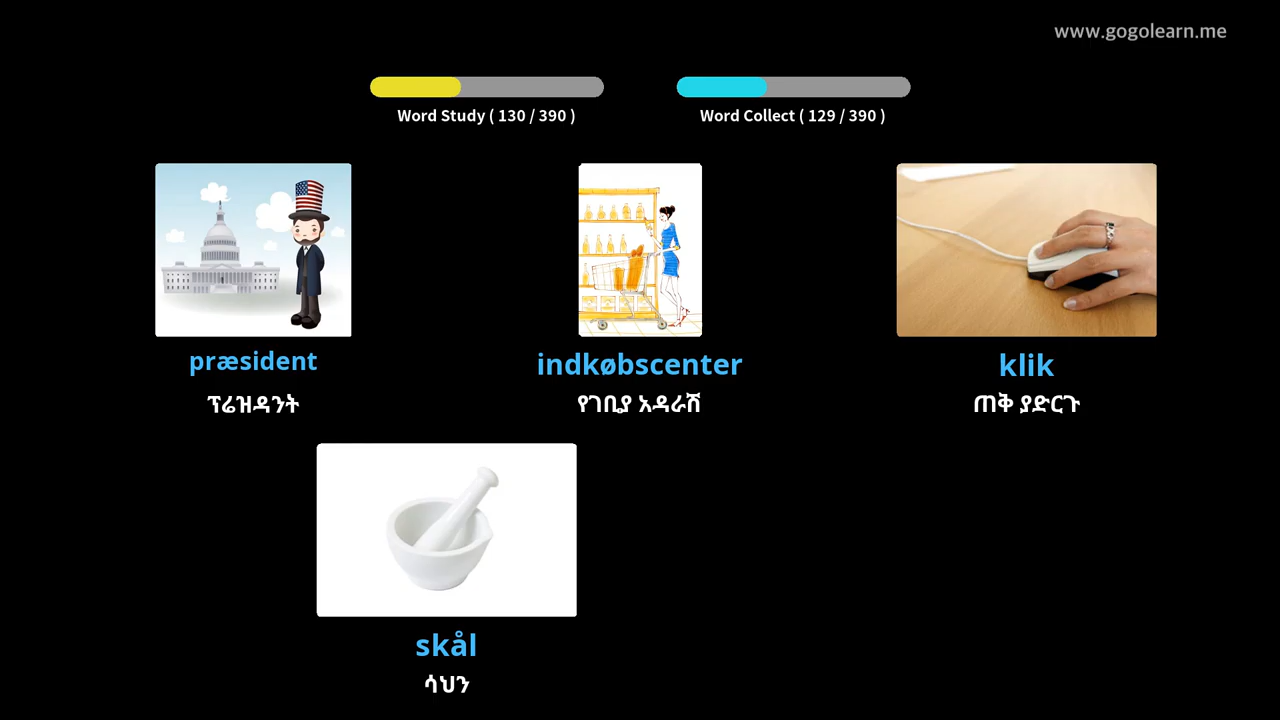 www.gogolearn.me
Word Study ( 130 / 390 )
Word Collect ( 129 / 390 )
præsident
ፕሬዝዳንት
indkøbscenter
የገቢያ አዳራሽ
klik
ጠቅ ያድርጉ
skål
ሳህን